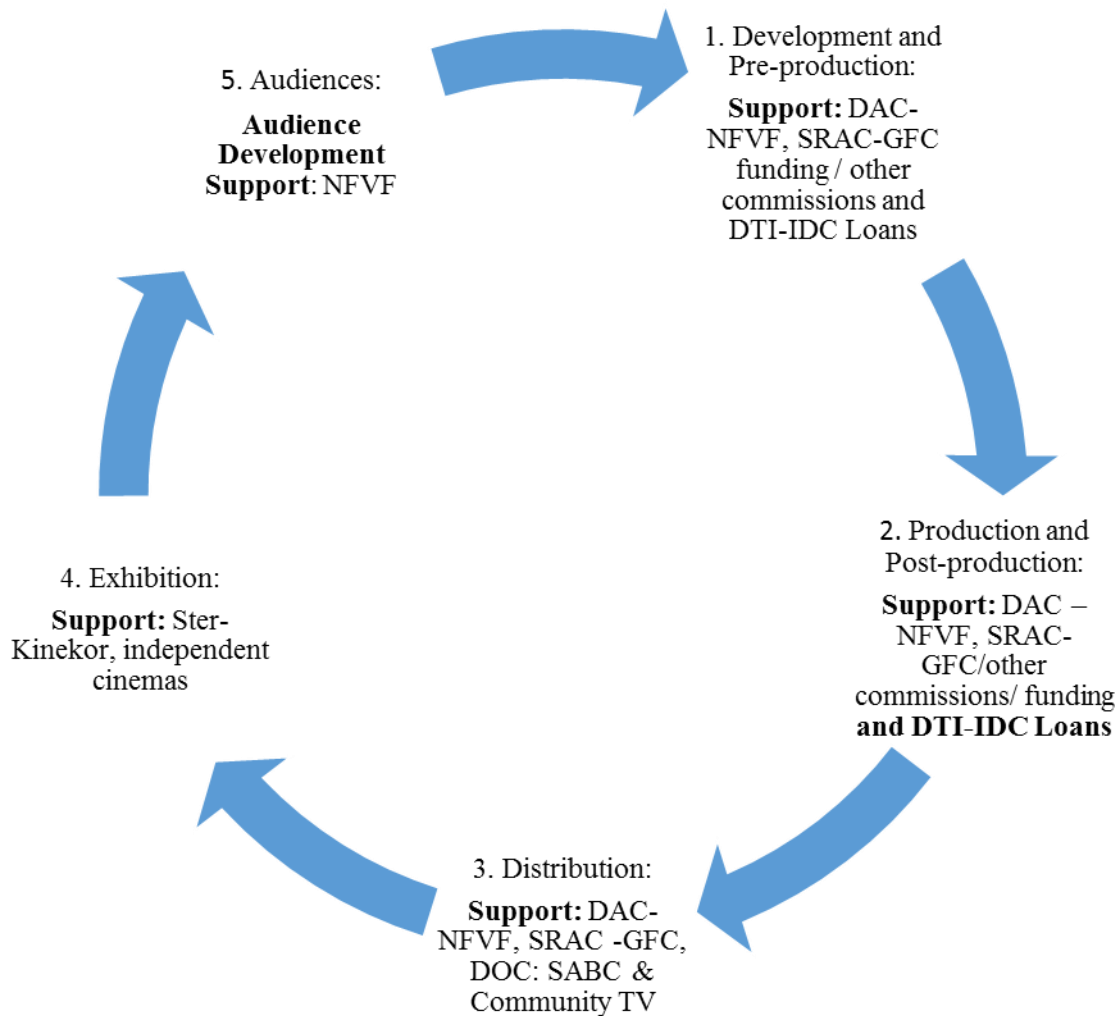 1. Development and
Pre-production:
Support: DAC-
NFVF, SRAC-GFC
funding / other
commissions and
DTI-IDC Loans
2. Production and
Post-production:
Support: DAC –
NFVF, SRAC-
GFC/other
commissions/ funding
and DTI-IDC Loans
3. Distribution:
Support: DAC-
NFVF, SRAC -GFC,
DOC: SABC &
Community TV
4. Exhibition:
Support: Ster-
Kinekor, independent
cinemas
5. Audiences:
Audience
Development
Support: NFVF